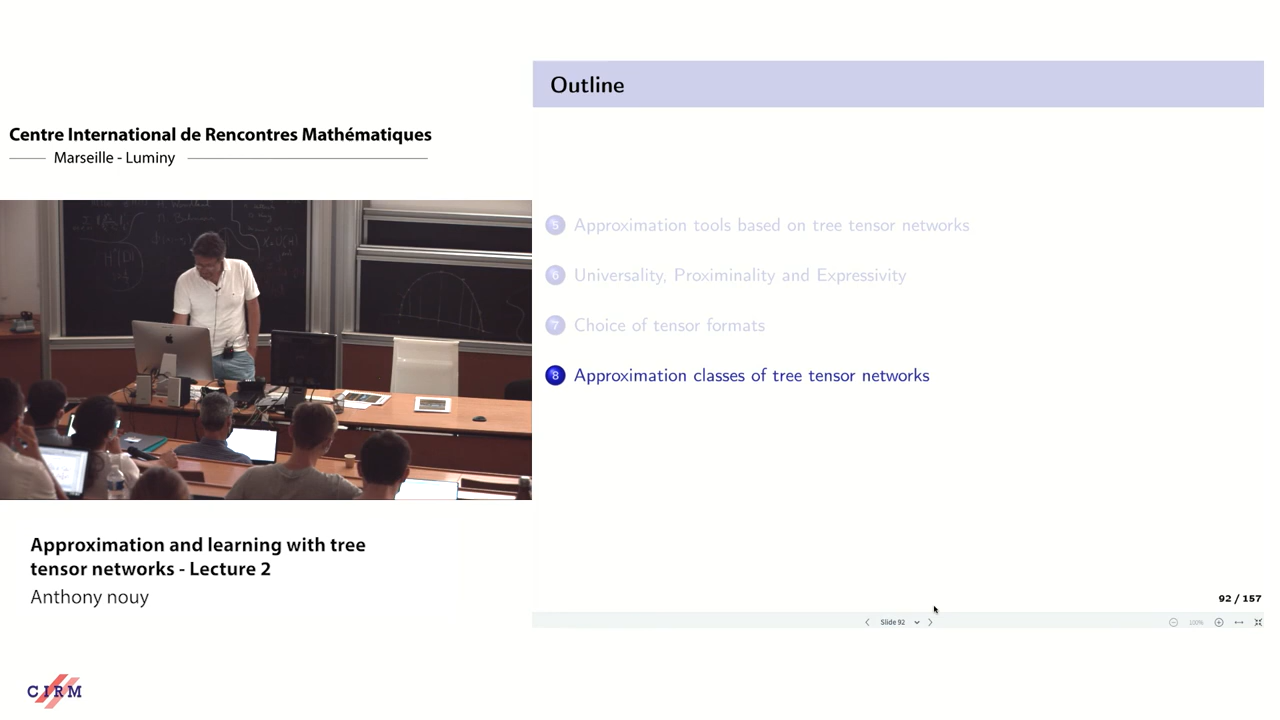 Centre International de Rencontres Mathématiques
Marseille - Luminy
Approximation and learning with tree
tensor networks - Lecture 2
Anthony nouy
CIRM
Outline
5 Approximation tools based on tree tensor networks
6 Universality, Proximinality and Expressivity
7 Choice of tensor formats
8 Approximation classes of tree tensor networks
92 / 157
Slide 92
100%